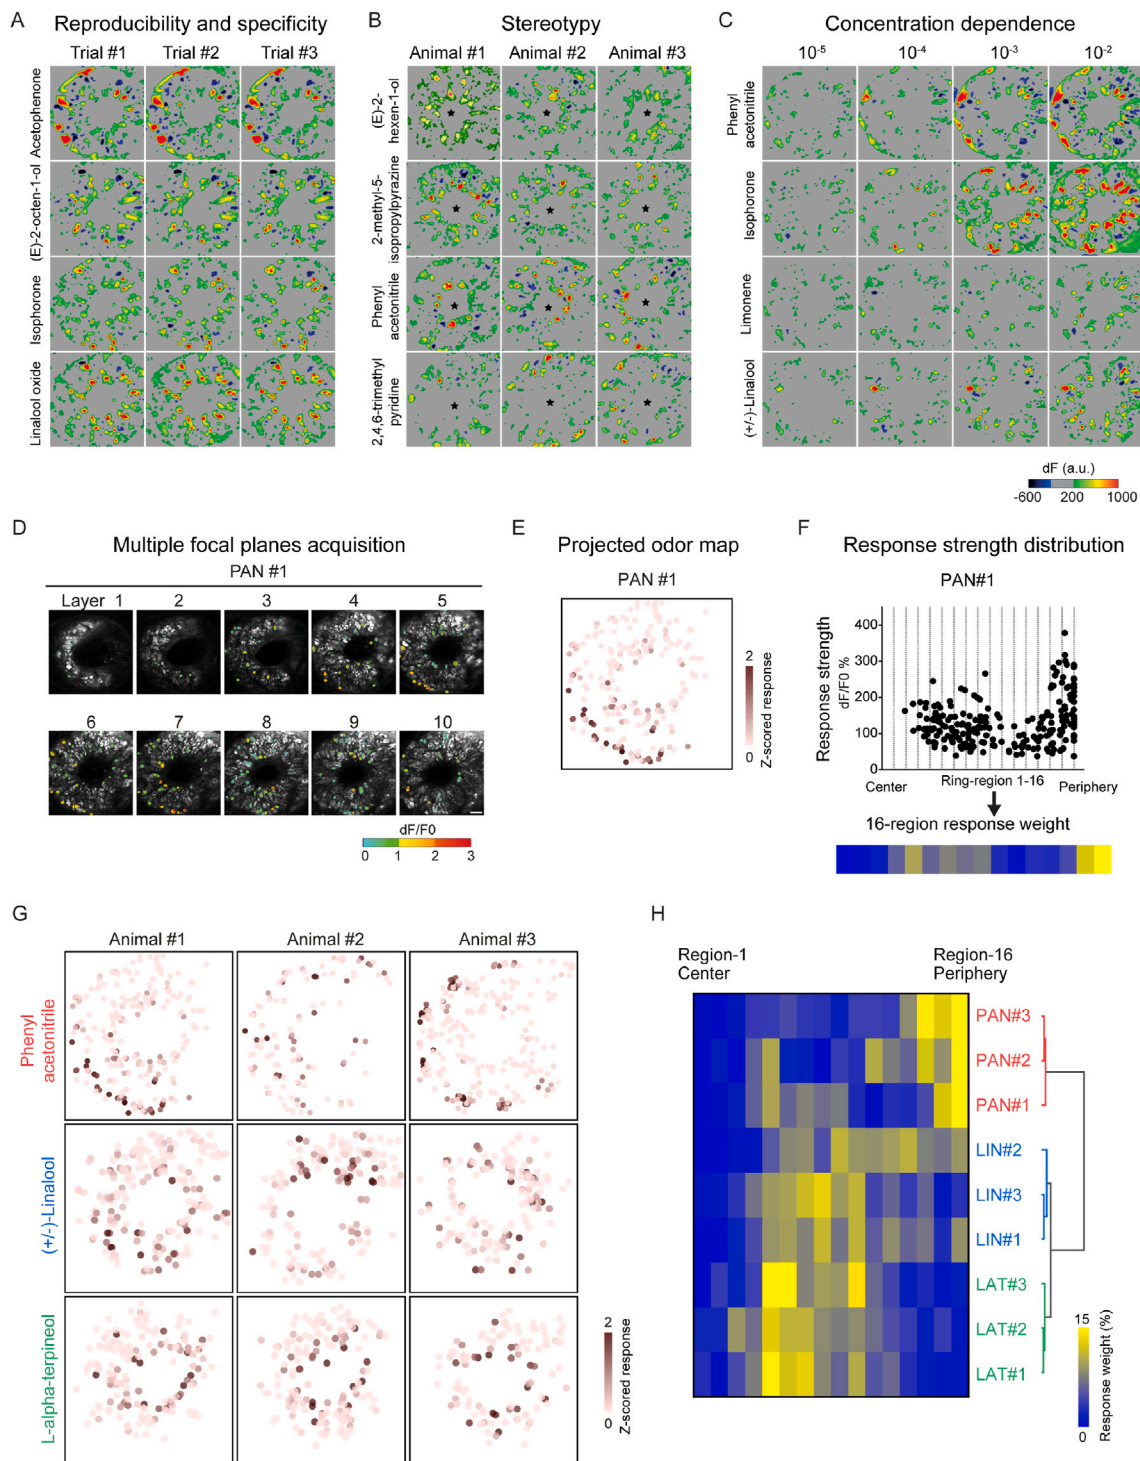 A
Reproducibility and specificity
Trial #1
Trial #2
Trial #3
Acetophenone
(E)-2-octen-1-ol
Isophorone
Linalool oxide
B
Stereotypy
Animal #1
Animal #2
Animal #3
(E)-2-
hexen-1-ol
2-methyl-5-
isopropylpyrazine
Phenyl
acetonitrile
2,4,6-trimethyl
pyridine
C
Concentration dependence
10-5
10-4
10-3
10-2
Phenyl
acetonitrile
Isophorone
Limonene
(+/-)-Linalool
dF (a.u.)
-600
200
1000
D
Multiple focal planes acquisition
PAN #1
Layer 1
2
3
4
5
6
7
8
9
10
dF/F0
0
1
2
3
E
Projected odor map
PAN #1
2
0
Z-scored response
F
Response strength distribution
PAN#1
Response strength
dF/F0 %
400
300
200
100
0
Center
Ring-region 1-16
Periphery
16-region response weight
G
Animal #1
Animal #2
Animal #3
Phenyl
acetonitrile
(+/-)-Linalool
L-alpha-terpineol
2
0
Z-scored response
H
Region-1
Center
Region-16
Periphery
PAN#3
PAN#2
PAN#1
LIN#2
LIN#3
LIN#1
LAT#3
LAT#2
LAT#1
15
0
Response weight (%)